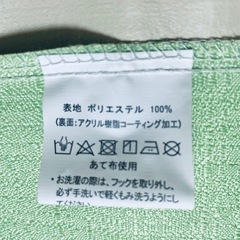 表地 ポリエステル 100%
(裏面:アクリル樹脂コーティング加工)
あて布使用
●お洗濯の際は、フックを取り外し、
必ず手洗いで軽くもみ洗うように